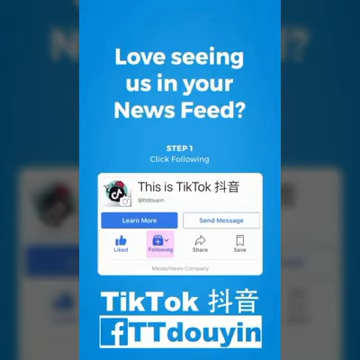 Love seeing
us in your
News Feed?
STEP 1
Click Following
This is TikTok 抖音
@ttdouyin
Learn More
Send Message
Liked
Following
Share
Save
Media/News Company
TikTok 抖音
fTTdouyin